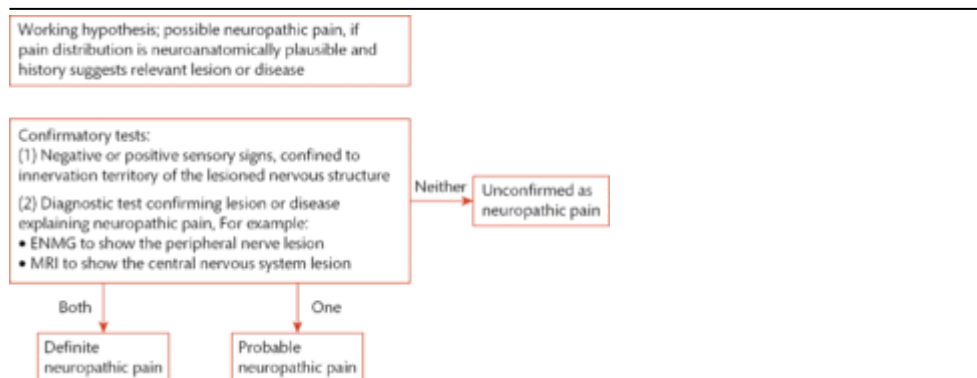 Working hypothesis; possible neuropathic pain, if
pain distribution is neuroanatomically plausible and
history suggests relevant lesion or disease
Confirmatory tests:
(1) Negative or positive sensory signs, confined to
innervation territory of the lesioned nervous structure
(2) Diagnostic test confirming lesion or disease
explaining neuropathic pain, For example:
• ENMG to show the peripheral nerve lesion
• MRI to show the central nervous system lesion
Neither
Unconfirmed as
neuropathic pain
Both
One
Definite
neuropathic pain
Probable
neuropathic pain